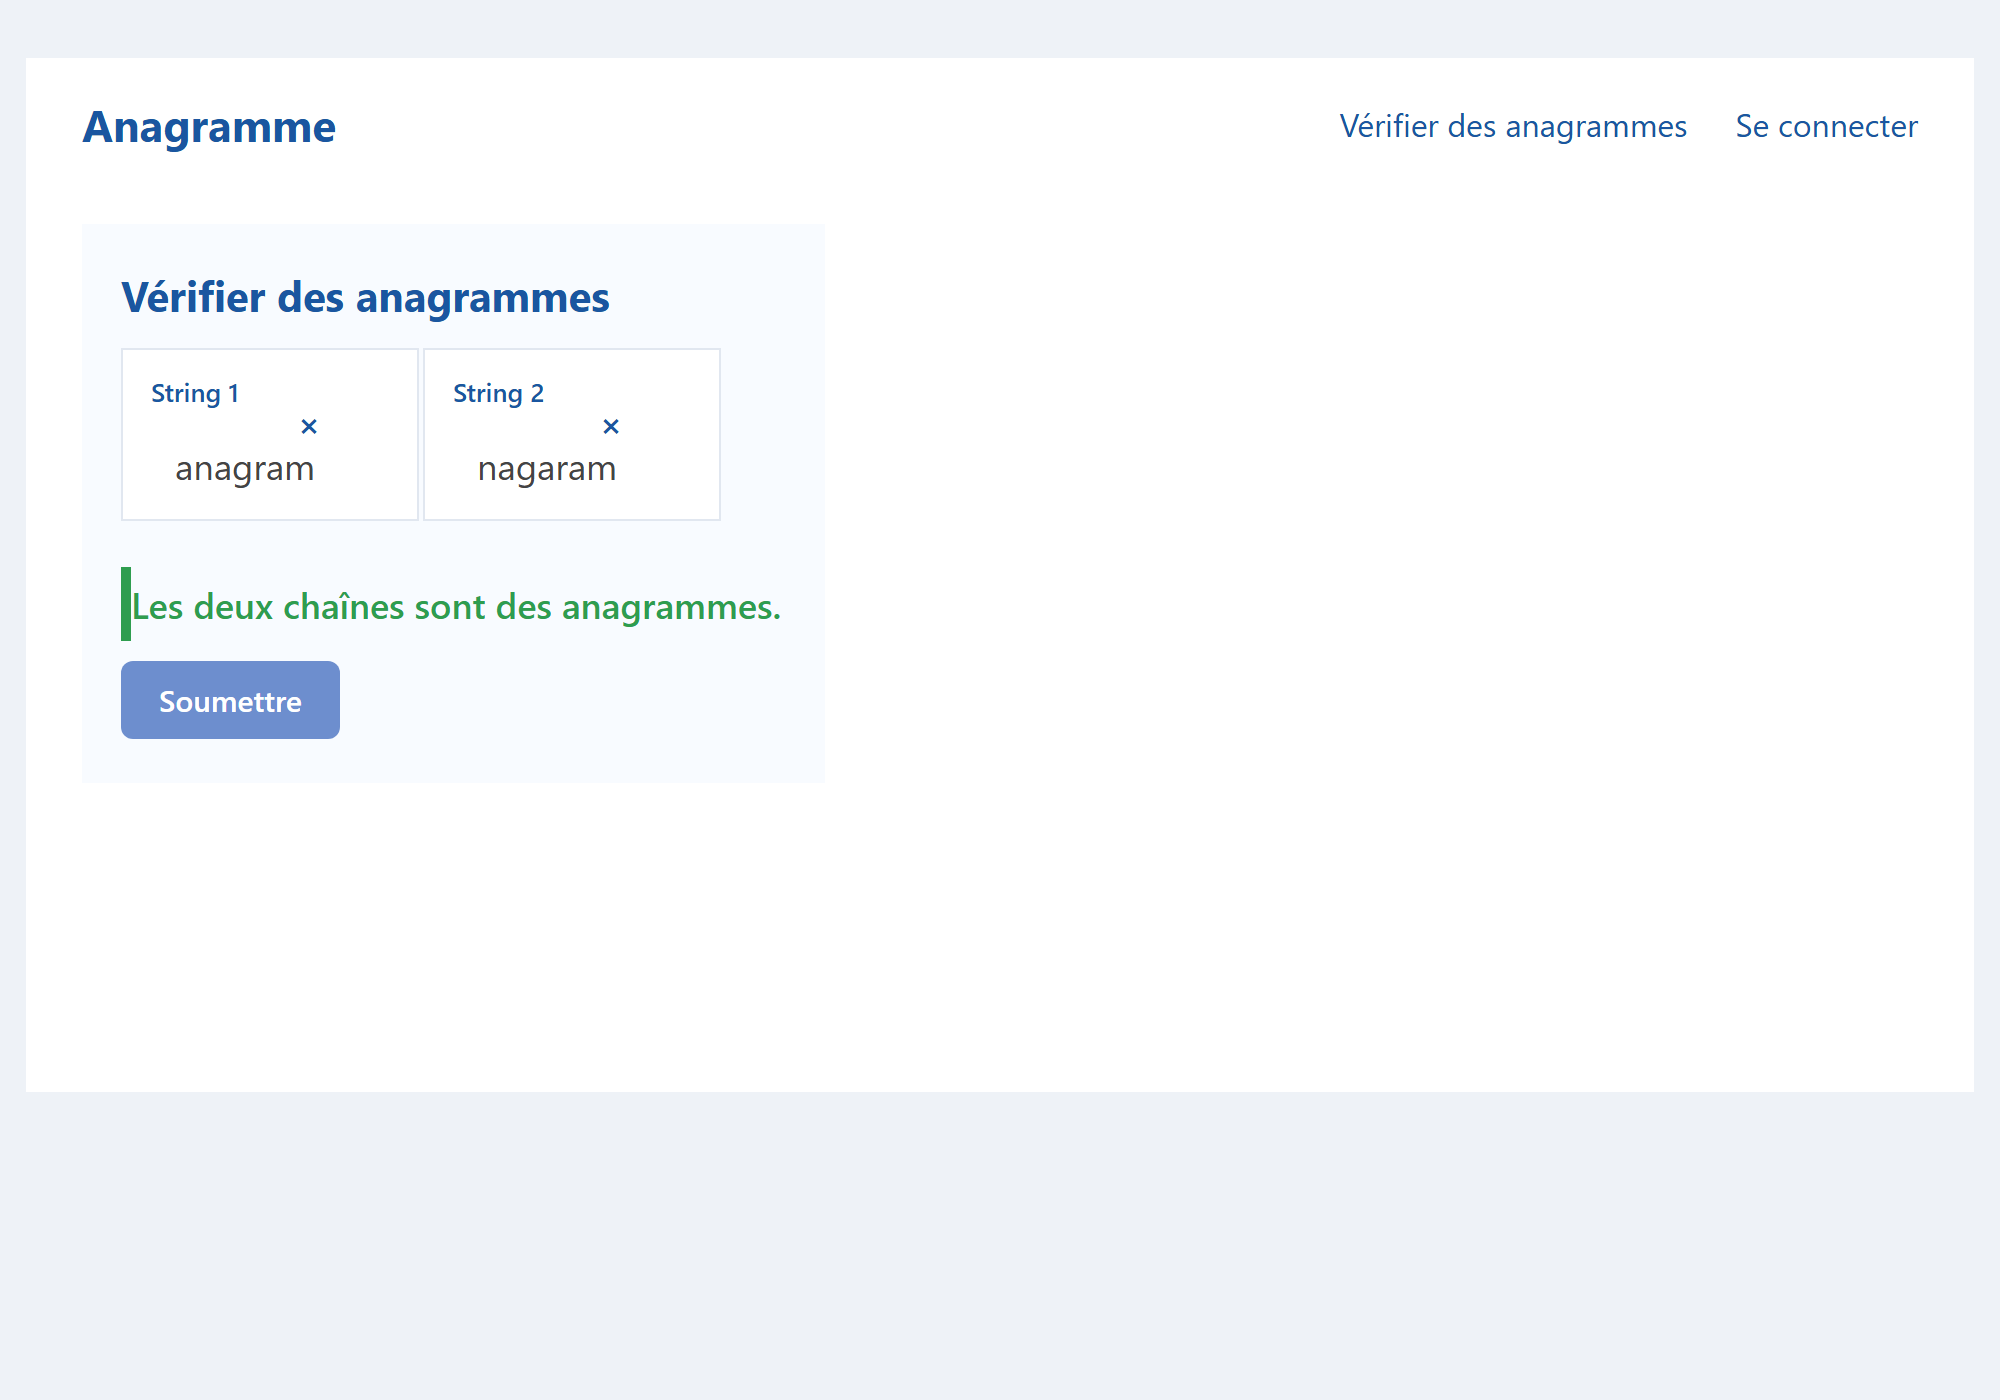 Anagramme
Vérifier des anagrammes
Se connecter
Vérifier des anagrammes
String 1
×
anagram
String 2
×
nagaram
Les deux chaînes sont des anagrammes.
Soumettre